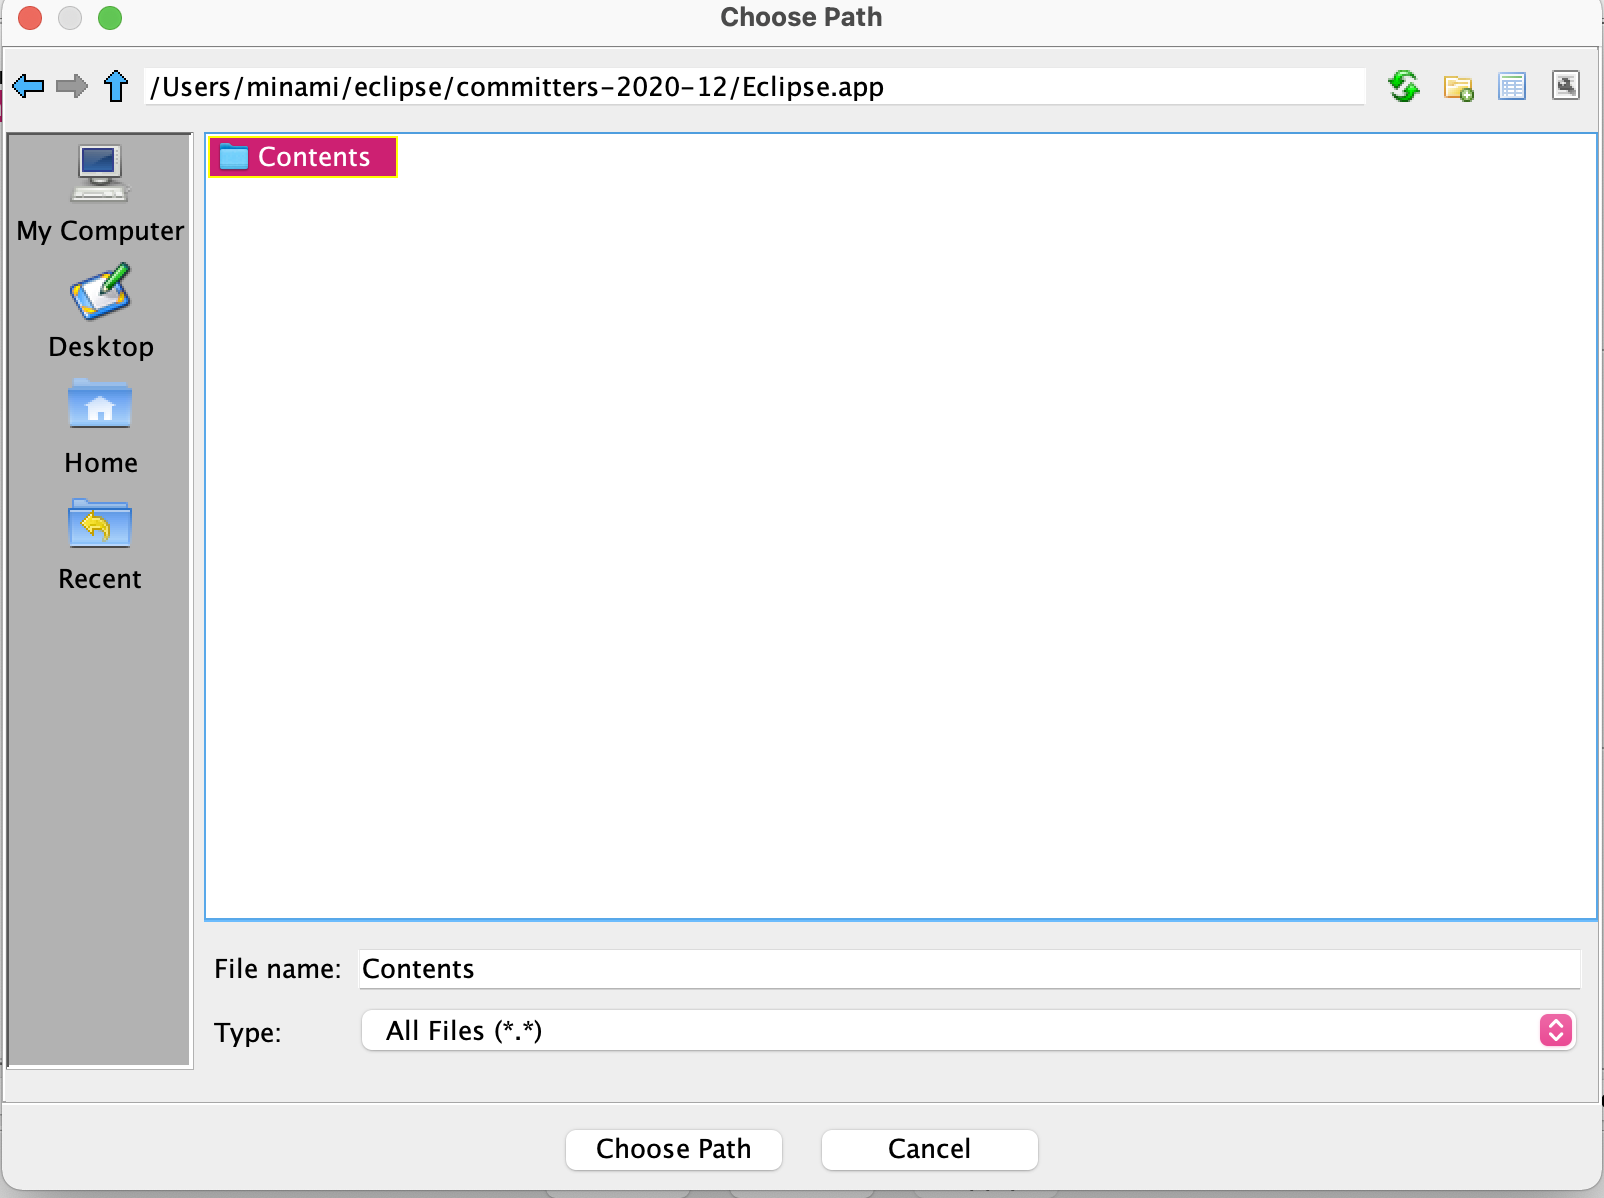 Choose Path
/Users/minami/eclipse/committers-2020-12/Eclipse.app
My Computer
Desktop
Home
Recent
Contents
File name: Contents
Type: All Files (*.*)
Choose Path Cancel